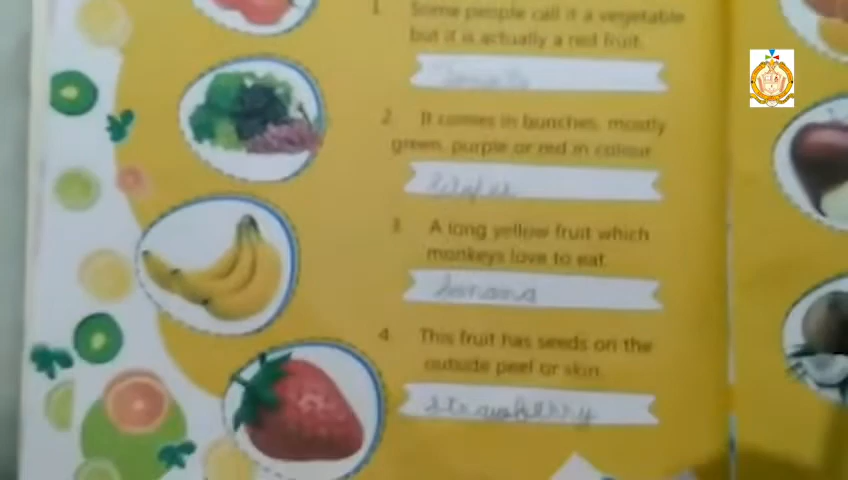 1. Some people call it a vegetable
but it is actually a red fruit.
2. It comes in bunches, mostly
green, purple or red in colour
3. A long yellow fruit which
monkeys love to eat.
banana
4. This fruit has seeds on the
outside peel or skin.